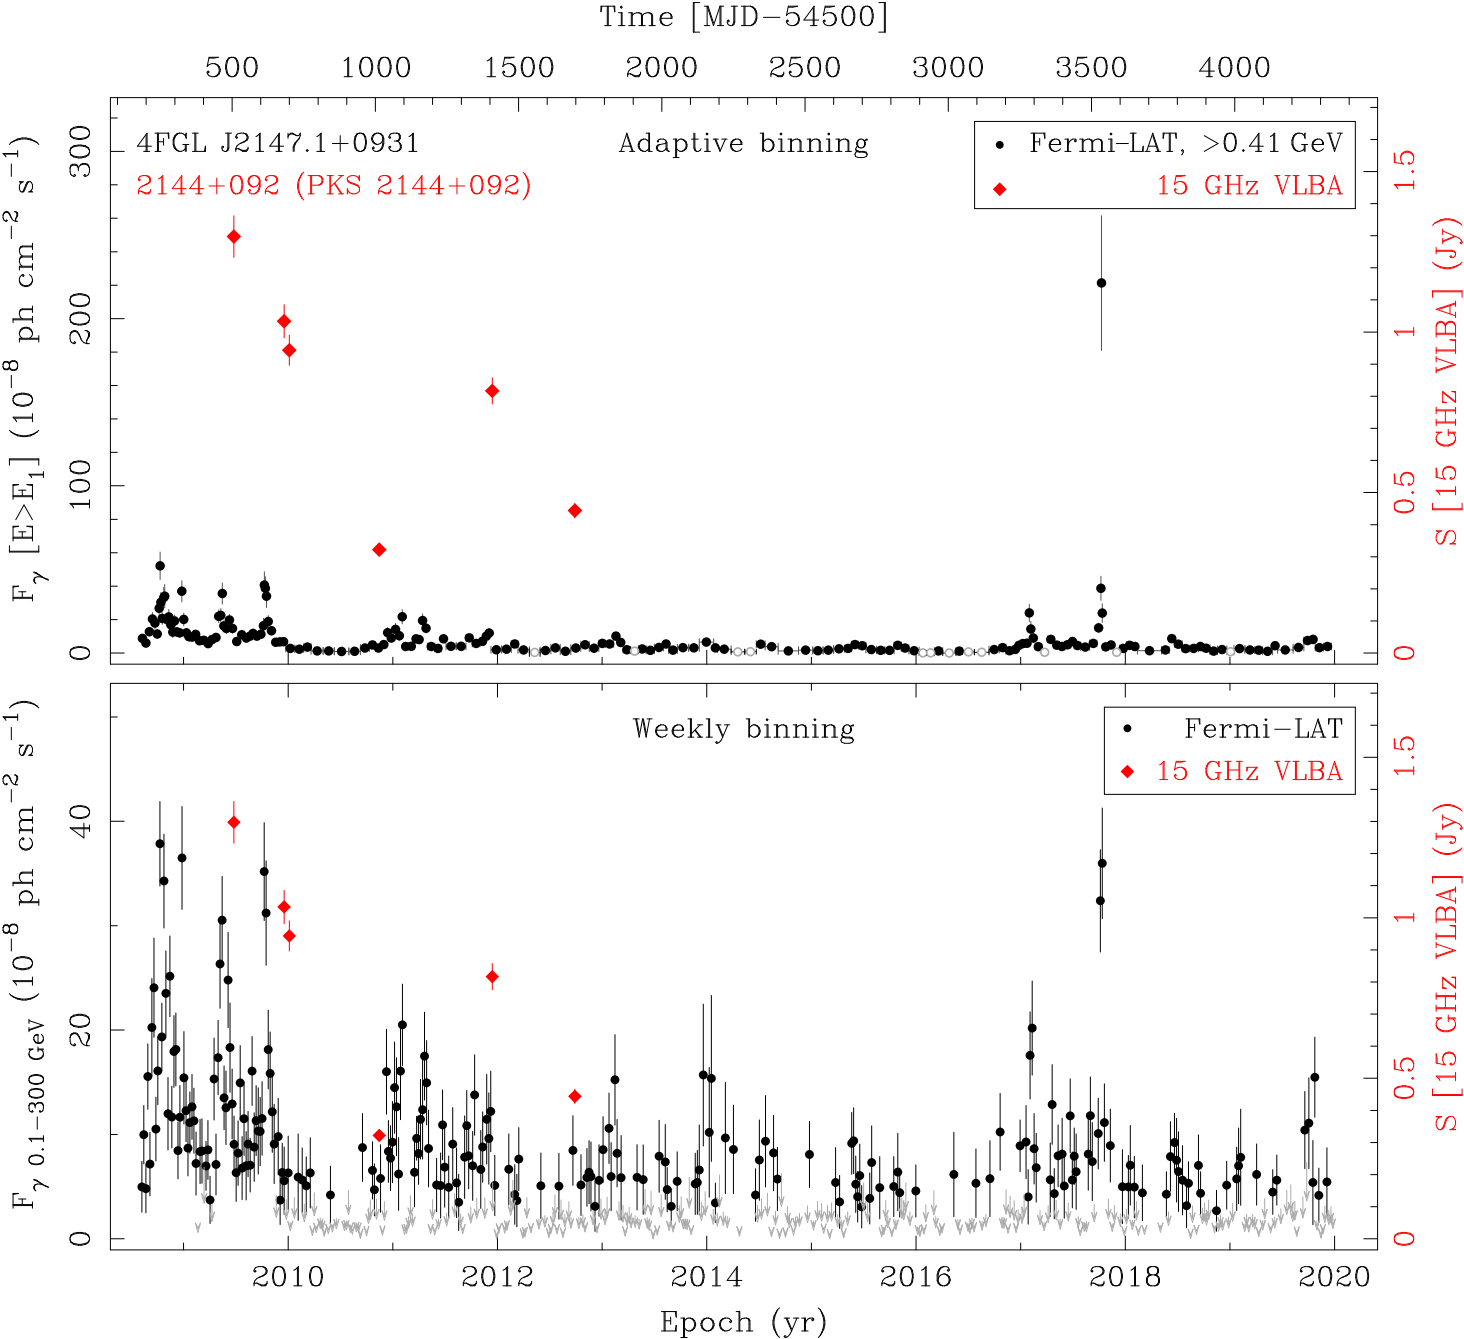 Time [MJD−54500]
500 1000 1500 2000 2500 3000 3500 4000
4FGL J2147.1+0931
2144+092 (PKS 2144+092)
Adaptive binning
Fermi−LAT, >0.41 GeV
15 GHz VLBA
F_γ [E>E_1] (10^−8 ph cm^−2 s^−1)
300
200
100
0
S [15 GHz VLBA] (Jy)
1.5
1
0.5
0
Weekly binning
Fermi−LAT
15 GHz VLBA
F_γ 0.1−300 GeV (10^−8 ph cm^−2 s^−1)
40
20
0
S [15 GHz VLBA] (Jy)
1.5
1
0.5
0
2010 2012 2014 2016 2018 2020
Epoch (yr)